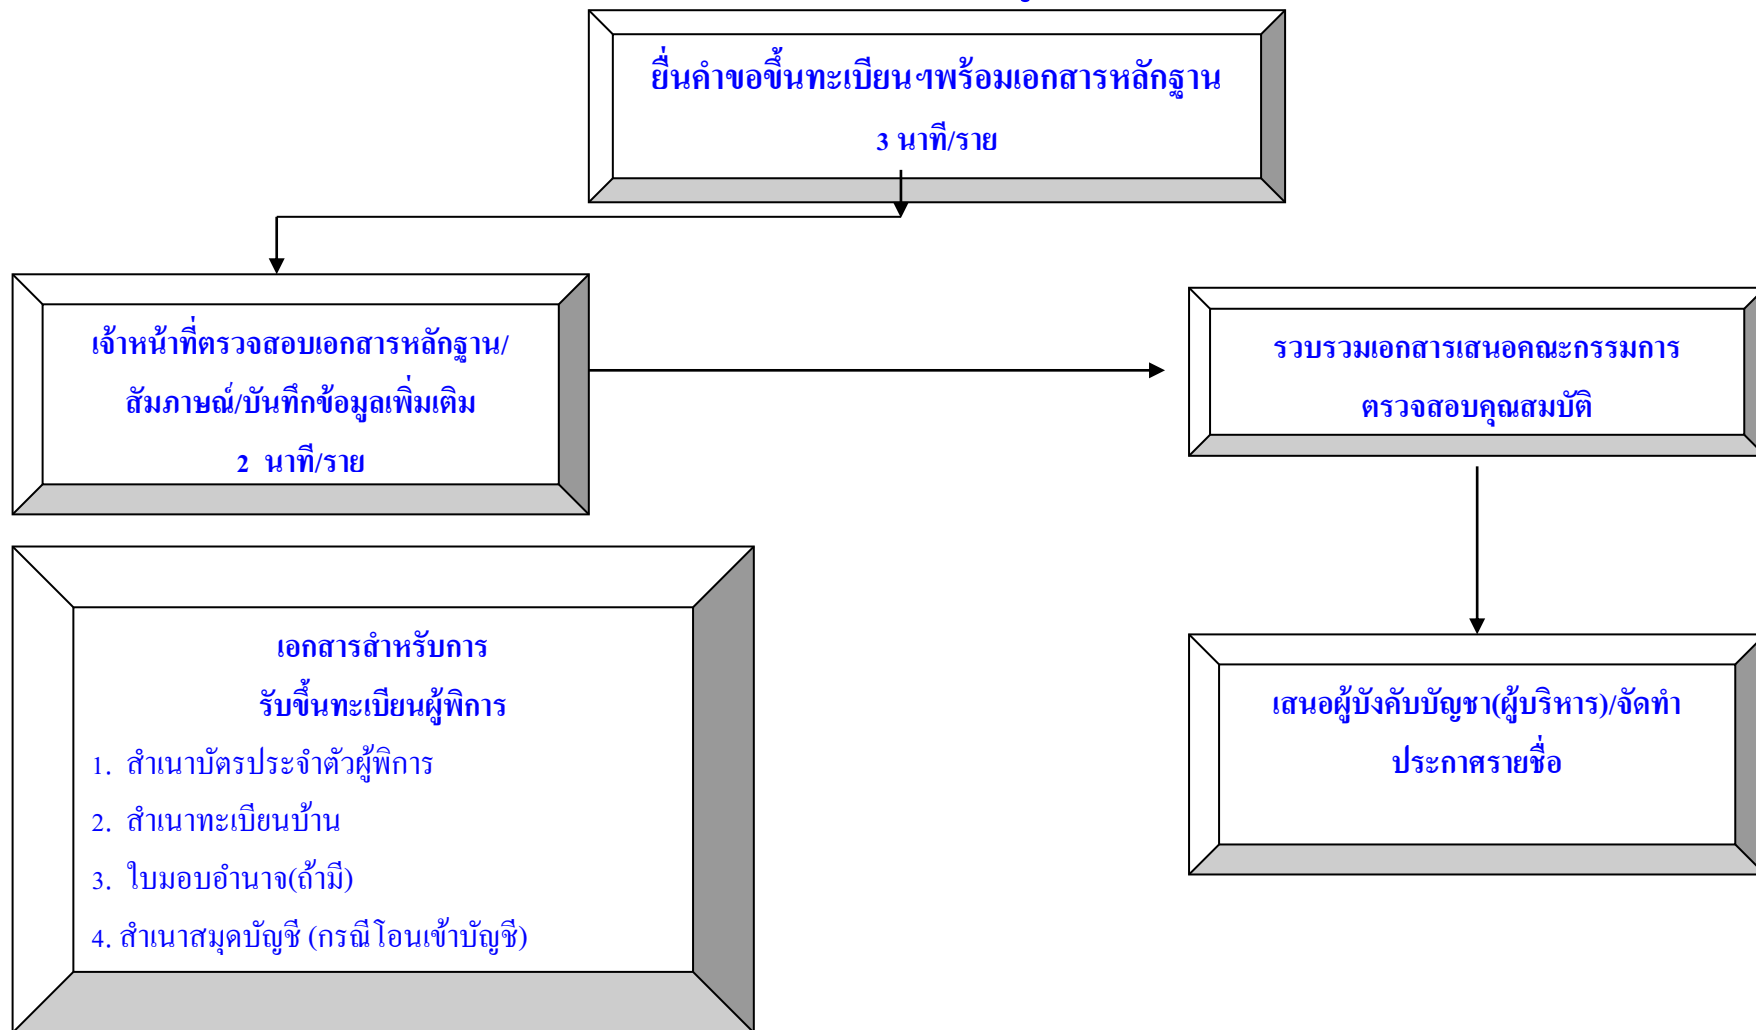 ยื่นคำขอขึ้นทะเบียนฯพร้อมเอกสารหลักฐาน
3 นาที/ราย
เจ้าหน้าที่ตรวจสอบเอกสารหลักฐาน/
สัมภาษณ์/บันทึกข้อมูลเพิ่มเติม
2 นาที/ราย
รวบรวมเอกสารเสนอคณะกรรมการ
ตรวจสอบคุณสมบัติ
เอกสารสำหรับการ
รับขึ้นทะเบียนผู้พิการ
1. สำเนาบัตรประจำตัวผู้พิการ
2. สำเนาทะเบียนบ้าน
3. ใบมอบอำนาจ(ถ้ามี)
4. สำเนาสมุดบัญชี (กรณีโอนเข้าบัญชี)
เสนอผู้บังคับบัญชา(ผู้บริหาร)/จัดทำ
ประกาศรายชื่อ